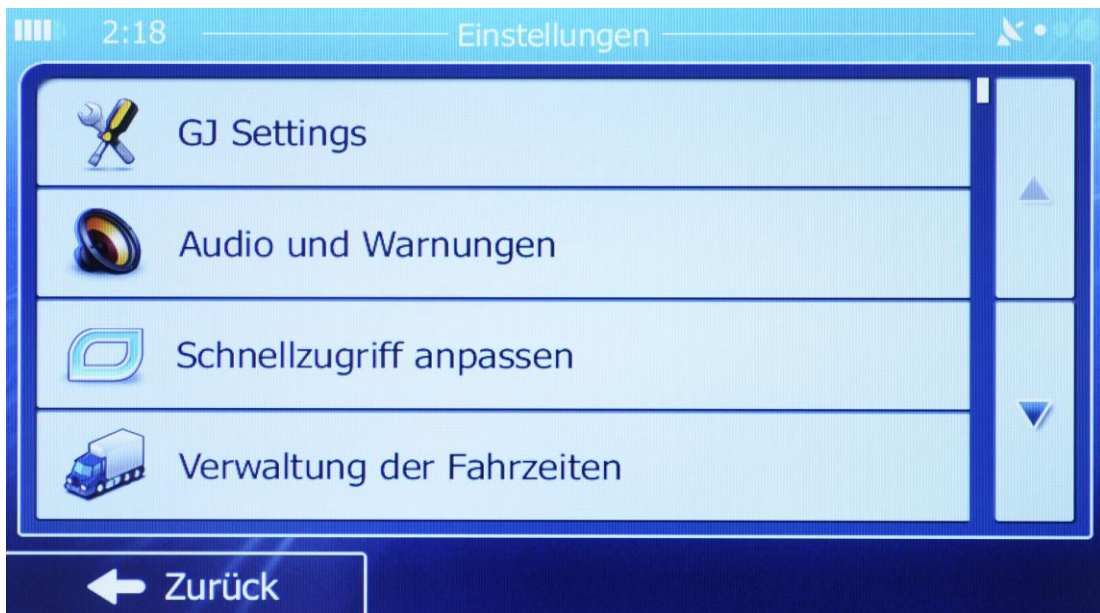 2:18
Einstellungen
GJ Settings
Audio und Warnungen
Schnellzugriff anpassen
Verwaltung der Fahrzeiten
Zurück